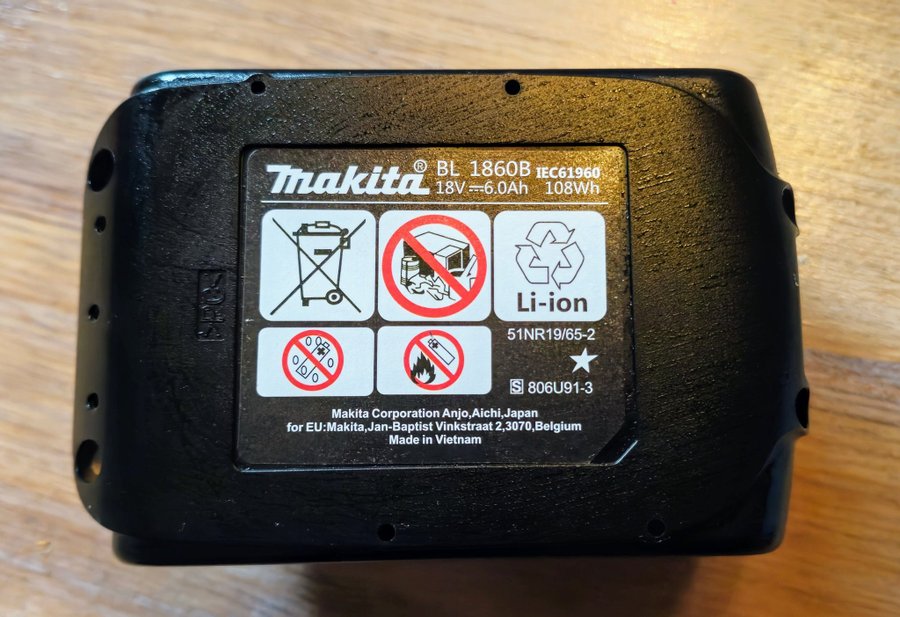 Makita® BL 1860B IEC61960
18V⎓6.0Ah 108Wh
Li-ion
51NR19/65-2
S 806U91-3
Makita Corporation Anjo,Aichi,Japan
for EU:Makita,Jan-Baptist Vinkstraat 2,3070,Belgium
Made in Vietnam